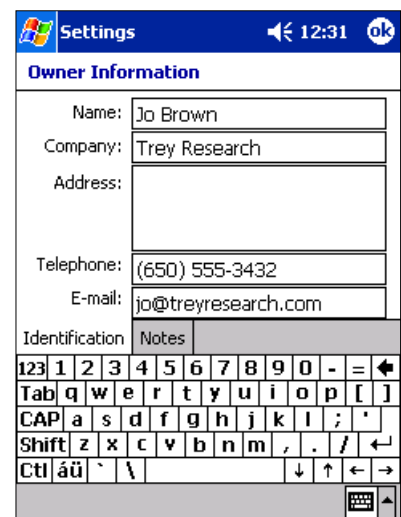 Settings 12:31 ok
Owner Information
Name: Jo Brown
Company: Trey Research
Address:
Telephone: (650) 555-3432
E-mail: jo@treyresearch.com
Identification Notes
123 1 2 3 4 5 6 7 8 9 0 - = 🡄
Tab q w e r t y u i o p [ ]
CAP a s d f g h j k l ; '
Shift z x c v b n m , . / ↵
Ctl áü ` \ ↓ ↑ ← →